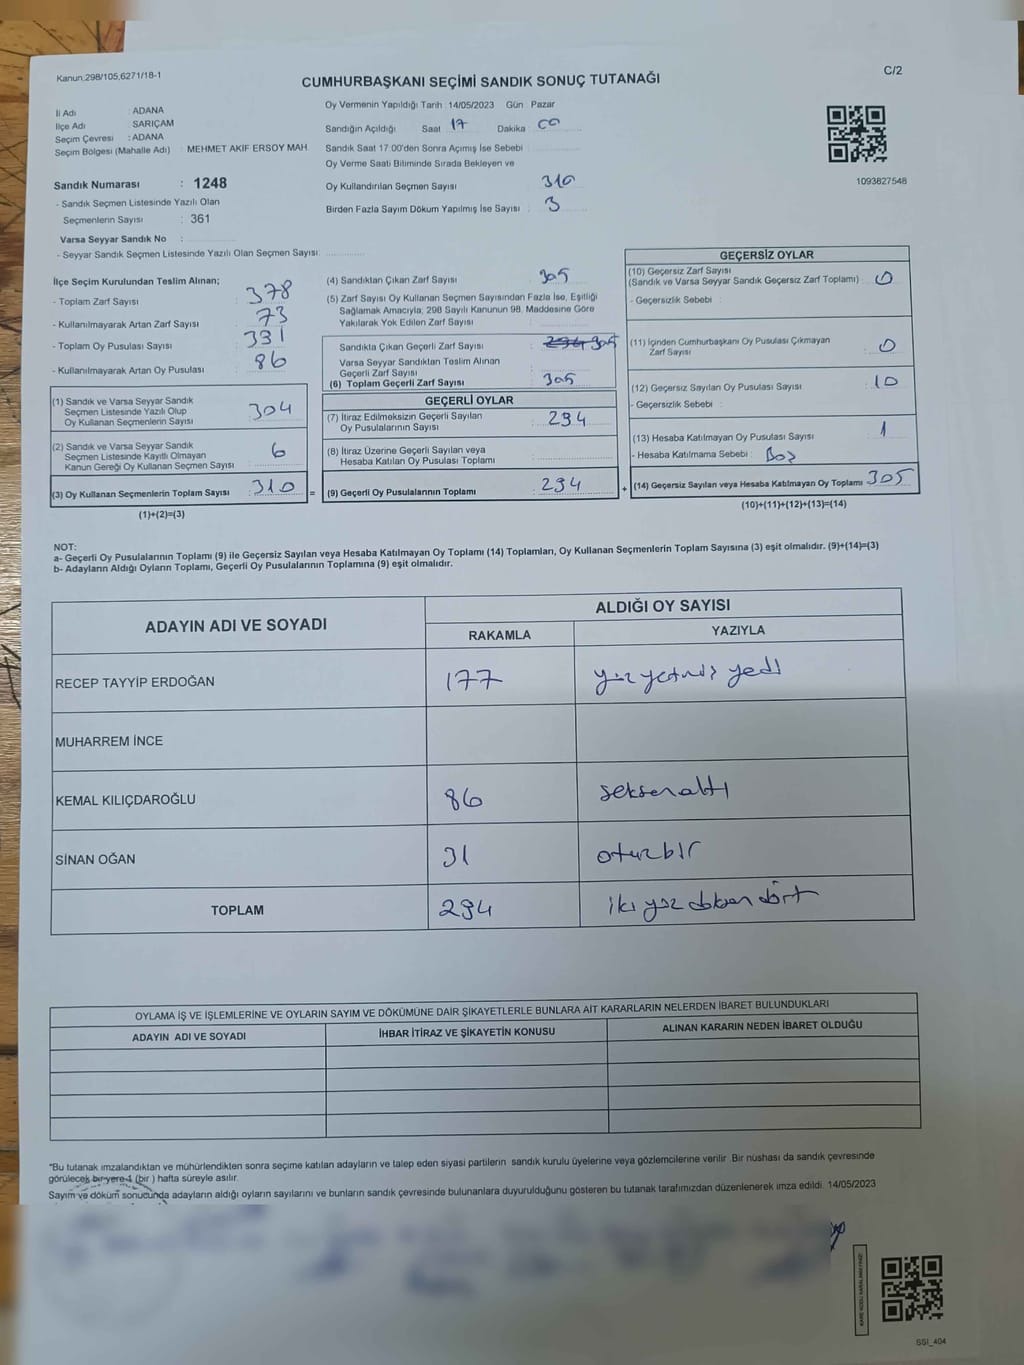 Kanun:298/105,6271/18-1
C/2
CUMHURBAŞKANI SEÇİMİ SANDIK SONUÇ TUTANAĞI
İl Adı : ADANA
İlçe Adı : SARIÇAM
Seçim Çevresi : ADANA
Seçim Bölgesi (Mahalle Adı) : MEHMET AKİF ERSOY MAH
Sandık Numarası : 1248
- Sandık Seçmen Listesinde Yazılı Olan
Seçmenlerin Sayısı : 361
Varsa Seyyar Sandık No :
- Seyyar Sandık Seçmen Listesinde Yazılı Olan Seçmen Sayısı:
Oy Vermenin Yapıldığı Tarih :14/05/2023 Gün : Pazar
Sandığın Açıldığı Saat : 17 Dakika : 00
Sandık Saat 17:00'den Sonra Açımış İse Sebebi :
Oy Verme Saati Bitiminde Sırada Bekleyen ve
Oy Kullandırılan Seçmen Sayısı : 310
Birden Fazla Sayım Döküm Yapılmış İse Sayısı : 3
1093827548
İlçe Seçim Kurulundan Teslim Alınan;
- Toplam Zarf Sayısı : 378
- Kullanılmayarak Artan Zarf Sayısı : 73
- Toplam Oy Pusulası Sayısı : 331
- Kullanılmayarak Artan Oy Pusulası : 86
(1) Sandık ve Varsa Seyyar Sandık
Seçmen Listesinde Yazılı Olup
Oy Kullanan Seçmenlerin Sayısı : 304
(2) Sandık ve Varsa Seyyar Sandık
Seçmen Listesinde Kayıtlı Olmayan
Kanun Gereği Oy Kullanan Seçmen Sayısı : 6
(3) Oy Kullanan Seçmenlerin Toplam Sayısı : 310 =
(1)+(2)=(3)
(4) Sandıktan Çıkan Zarf Sayısı : 305
(5) Zarf Sayısı Oy Kullanan Seçmen Sayısından Fazla İse, Eşitliği
Sağlamak Amacıyla; 298 Sayılı Kanunun 98. Maddesine Göre
Yakılarak Yok Edilen Zarf Sayısı :
Sandıkta Çıkan Geçerli Zarf Sayısı : 294 305
Varsa Seyyar Sandıktan Teslim Alınan
Geçerli Zarf Sayısı :
(6) Toplam Geçerli Zarf Sayısı : 305
GEÇERLİ OYLAR
(7) İtiraz Edilmeksizin Geçerli Sayılan
Oy Pusulalarının Sayısı : 294
(8) İtiraz Üzerine Geçerli Sayılan veya
Hesaba Katılan Oy Pusulası Toplamı :
(9) Geçerli Oy Pusulalarının Toplamı : 294 +
GEÇERSİZ OYLAR
(10) Geçersiz Zarf Sayısı
(Sandık ve Varsa Seyyar Sandık Geçersiz Zarf Toplamı) : 0
- Geçersizlik Sebebi :
(11) İçinden Cumhurbaşkanı Oy Pusulası Çıkmayan
Zarf Sayısı : 0
(12) Geçersiz Sayılan Oy Pusulası Sayısı : 10
- Geçersizlik Sebebi :
(13) Hesaba Katılmayan Oy Pusulası Sayısı : 1
- Hesaba Katılmama Sebebi : Boş
(14) Geçersiz Sayılan veya Hesaba Katılmayan Oy Toplamı : 305
(10)+(11)+(12)+(13)=(14)
NOT:
a- Geçerli Oy Pusulalarının Toplamı (9) ile Geçersiz Sayılan veya Hesaba Katılmayan Oy Toplamı (14) Toplamları, Oy Kullanan Seçmenlerin Toplam Sayısına (3) eşit olmalıdır. (9)+(14)=(3)
b- Adayların Aldığı Oyların Toplamı, Geçerli Oy Pusulalarının Toplamına (9) eşit olmalıdır.
ADAYIN ADI VE SOYADI
ALDIĞI OY SAYISI
RAKAMLA YAZIYLA
RECEP TAYYİP ERDOĞAN 177 yüz yetmiş yedi
MUHARREM İNCE
KEMAL KILIÇDAROĞLU 86 seksen altı
SİNAN OĞAN 31 otuzbir
TOPLAM 294 iki yüz doksan dört
OYLAMA İŞ VE İŞLEMLERİNE VE OYLARIN SAYIM VE DÖKÜMÜNE DAİR ŞİKAYETLERLE BUNLARA AİT KARARLARIN NELERDEN İBARET BULUNDUKLARI
ADAYIN ADI VE SOYADI İHBAR İTİRAZ VE ŞİKAYETİN KONUSU ALINAN KARARIN NEDEN İBARET OLDUĞU
*Bu tutanak imzalandıktan ve mühürlendikten sonra seçime katılan adayların ve talep eden siyasi partilerin sandık kurulu üyelerine veya gözlemcilerine verilir. Bir nüshası da sandık çevresinde
görülecek bir yere 1 (bir ) hafta süreyle asılır.
Sayım ve döküm sonucunda adayların aldığı oyların sayılarını ve bunların sandık çevresinde bulunanlara duyurulduğunu gösteren bu tutanak tarafımızdan düzenlenerek imza edildi. 14/05/2023
SSI_404